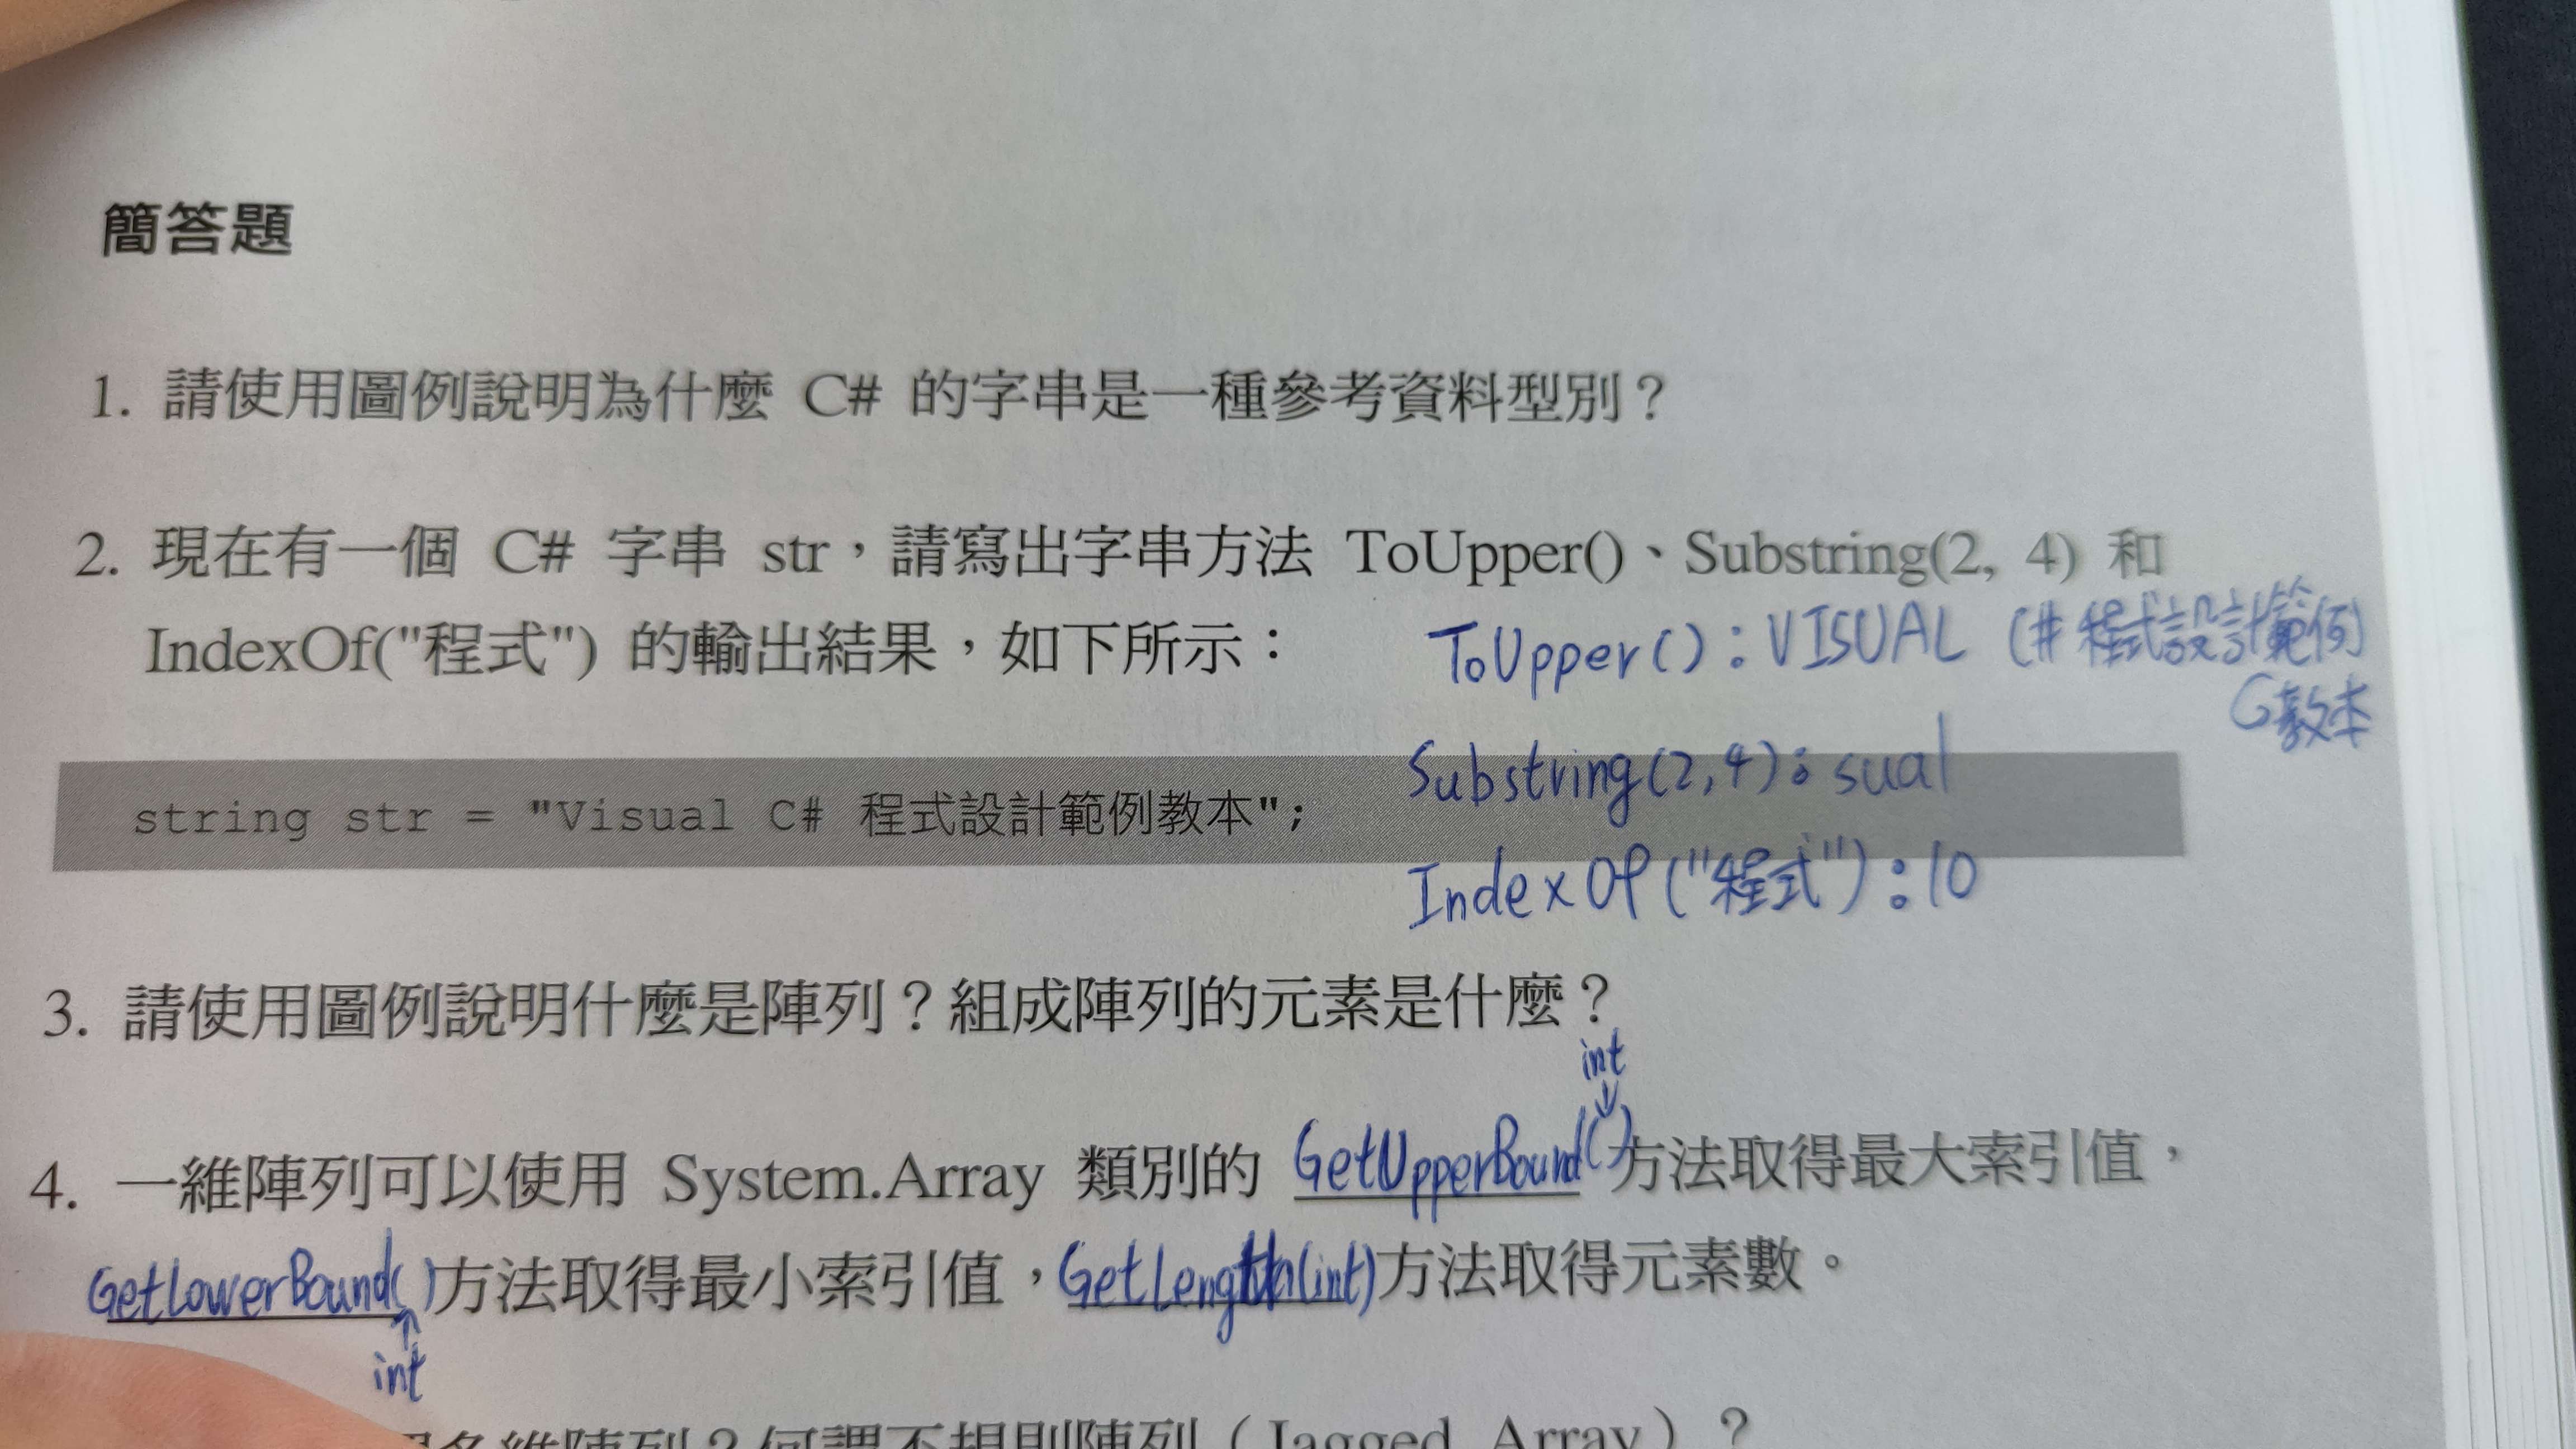 簡答題
1. 請使用圖例說明為什麼 C# 的字串是一種參考資料型別？
2. 現在有一個 C# 字串 str，請寫出字串方法 ToUpper()、Substring(2, 4) 和
IndexOf("程式") 的輸出結果，如下所示：
ToUpper() : VISUAL C# 程式設計範例
教本
string str = "Visual C# 程式設計範例教本";
Substring(2,4): sual
IndexOf("程式"): 10
3. 請使用圖例說明什麼是陣列？組成陣列的元素是什麼？
int
4. 一維陣列可以使用 System.Array 類別的 GetUpperBound()方法取得最大索引值，
GetLowerBound()方法取得最小索引值，GetLength(int)方法取得元素數。
int
多維陣列？何謂不規則陣列（Jagged Array）？